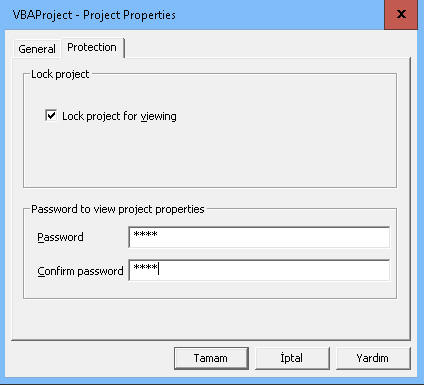 VBAProject - Project Properties
X
General Protection
Lock project
Lock project for viewing
Password to view project properties
Password ****
Confirm password ****
Tamam İptal Yardım